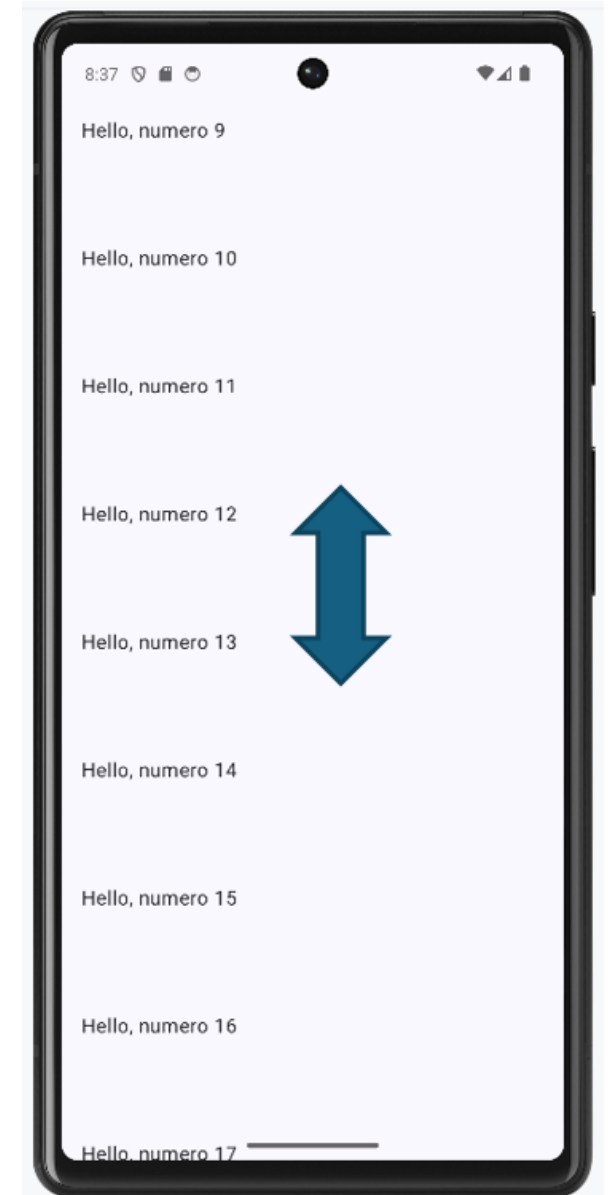 8:37
Hello, numero 9
Hello, numero 10
Hello, numero 11
Hello, numero 12
Hello, numero 13
Hello, numero 14
Hello, numero 15
Hello, numero 16
Hello, numero 17